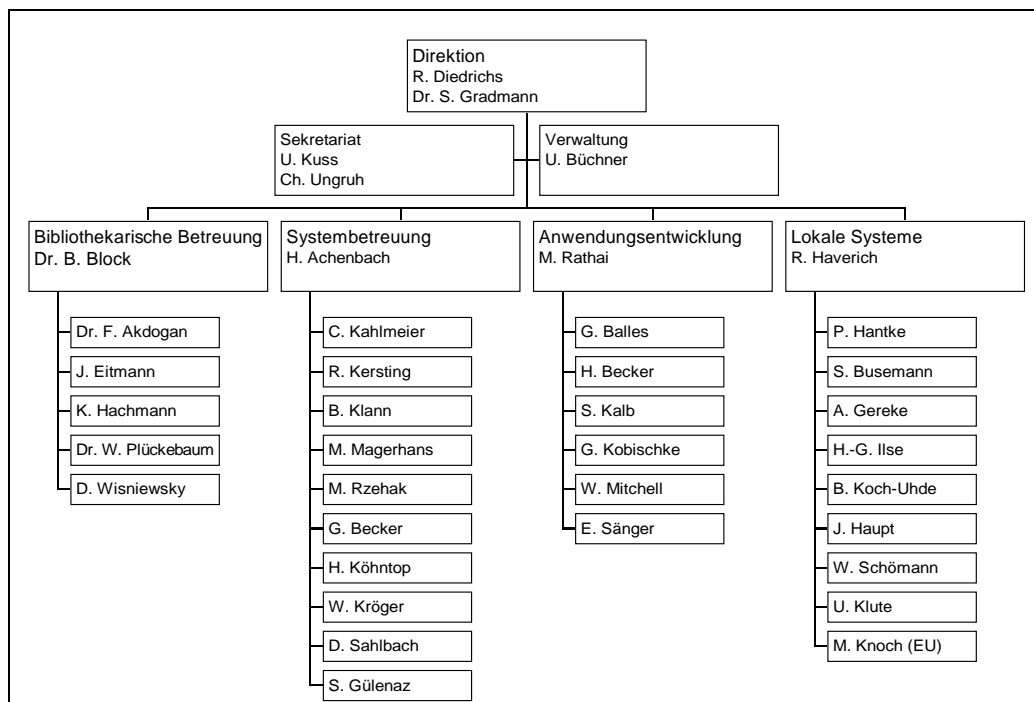 Direktion
R. Diedrichs
Dr. S. Gradmann
Sekretariat
U. Kuss
Ch. Ungruh
Verwaltung
U. Büchner
Bibliothekarische Betreuung
Dr. B. Block
Dr. F. Akdogan
J. Eitmann
K. Hachmann
Dr. W. Plückebaum
D. Wisniewsky
Systembetreuung
H. Achenbach
C. Kahlmeier
R. Kersting
B. Klann
M. Magerhans
M. Rzehak
G. Becker
H. Köhntop
W. Kröger
D. Sahlbach
S. Gülenaz
Anwendungsentwicklung
M. Rathai
G. Balles
H. Becker
S. Kalb
G. Kobischke
W. Mitchell
E. Sänger
Lokale Systeme
R. Haverich
P. Hantke
S. Busemann
A. Gereke
H.-G. Ilse
B. Koch-Uhde
J. Haupt
W. Schömann
U. Klute
M. Knoch (EU)